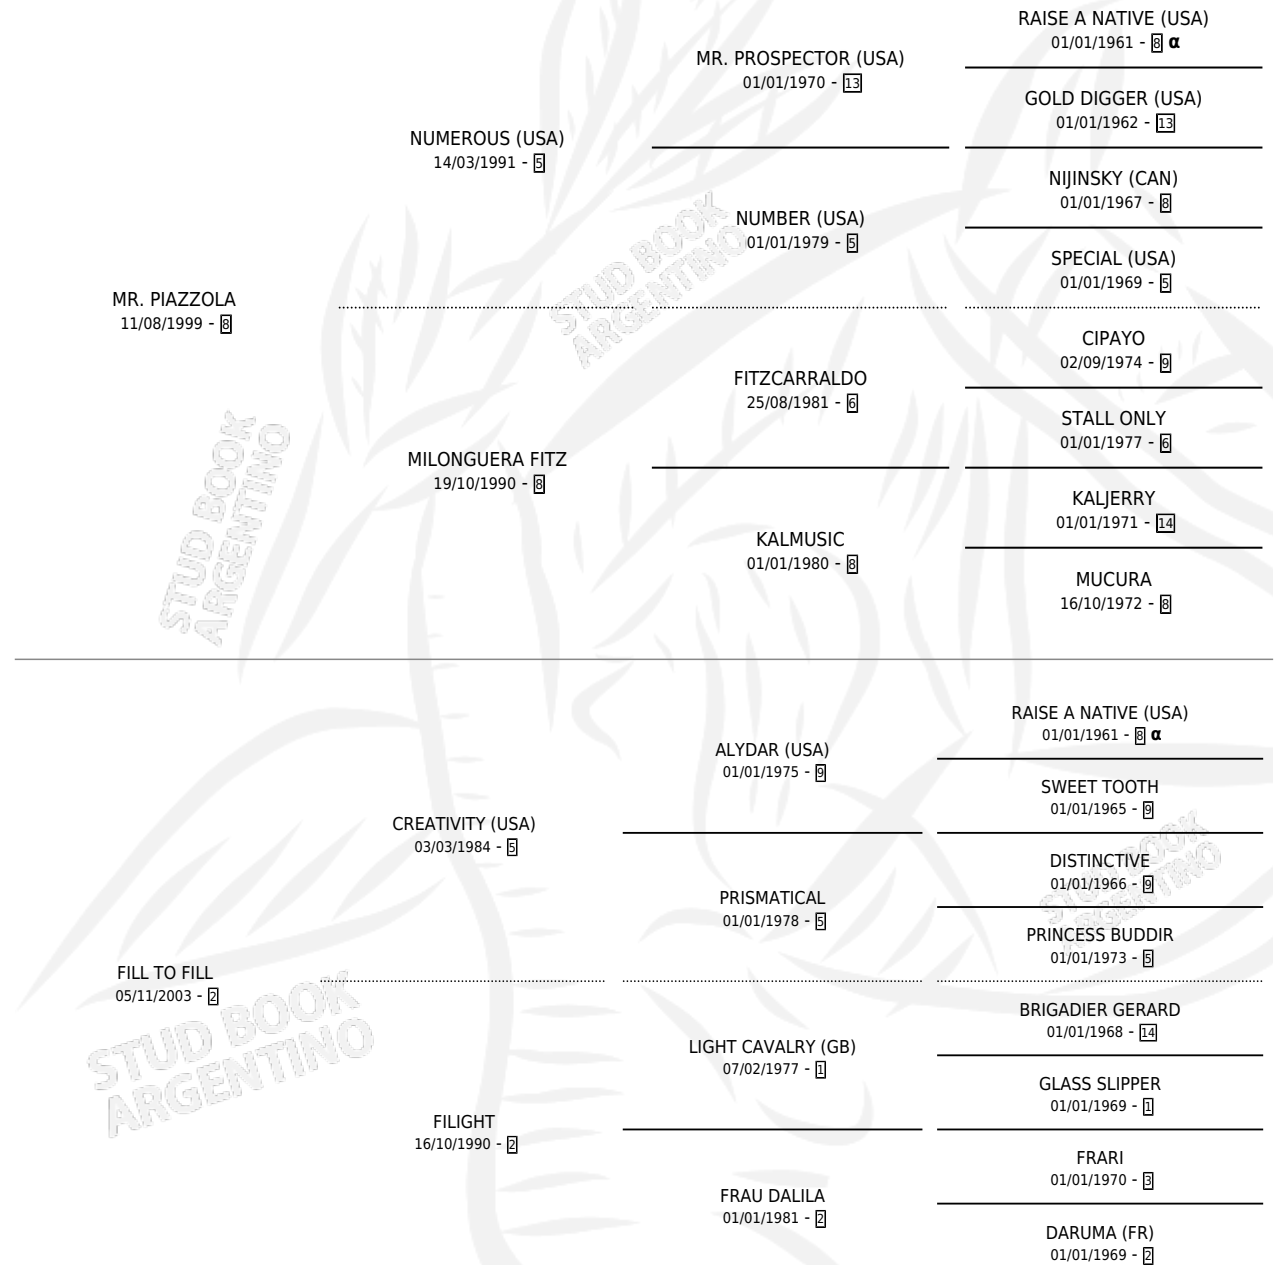 RAISE A NATIVE (USA)
01/01/1961 - 8 α
MR. PROSPECTOR (USA)
01/01/1970 - 13
GOLD DIGGER (USA)
01/01/1962 - 13
NUMEROUS (USA)
14/03/1991 - 5
NIJINSKY (CAN)
01/01/1967 - 8
NUMBER (USA)
01/01/1979 - 5
SPECIAL (USA)
01/01/1969 - 5
STUD BOOK
ARGENTINO
MR. PIAZZOLA
11/08/1999 - 8
CIPAYO
02/09/1974 - 9
FITZCARRALDO
25/08/1981 - 6
STALL ONLY
01/01/1977 - 6
MILONGUERA FITZ
19/10/1990 - 8
KALJERRY
01/01/1971 - 14
KALMUSIC
01/01/1980 - 8
MUCURA
16/10/1972 - 8
STUD BOOK
ARGENTINO
RAISE A NATIVE (USA)
01/01/1961 - 8 α
ALYDAR (USA)
01/01/1975 - 9
SWEET TOOTH
01/01/1965 - 9
CREATIVITY (USA)
03/03/1984 - 5
DISTINCTIVE
01/01/1966 - 9
PRISMATICAL
01/01/1978 - 5
PRINCESS BUDDIR
01/01/1973 - 5
STUD BOOK
ARGENTINO
FILL TO FILL
05/11/2003 - 2
BRIGADIER GERARD
01/01/1968 - 14
LIGHT CAVALRY (GB)
07/02/1977 - 1
GLASS SLIPPER
01/01/1969 - 1
STUD BOOK
ARGENTINO
FILIGHT
16/10/1990 - 2
FRARI
01/01/1970 - 3
FRAU DALILA
01/01/1981 - 2
DARUMA (FR)
01/01/1969 - 2